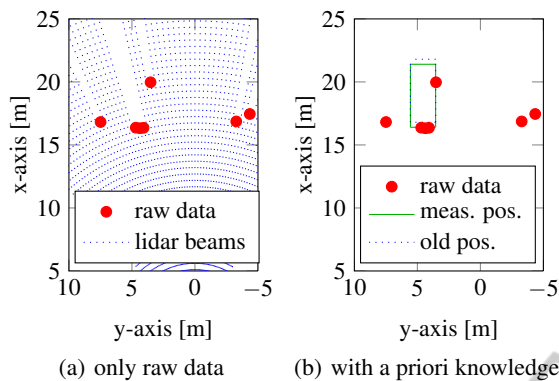 25
20
15
10
5
10 5 0 −5
x-axis [m]
y-axis [m]
raw data
lidar beams
(a) only raw data
25
20
15
10
5
10 5 0 −5
x-axis [m]
y-axis [m]
raw data
meas. pos.
old pos.
(b) with a priori knowledge